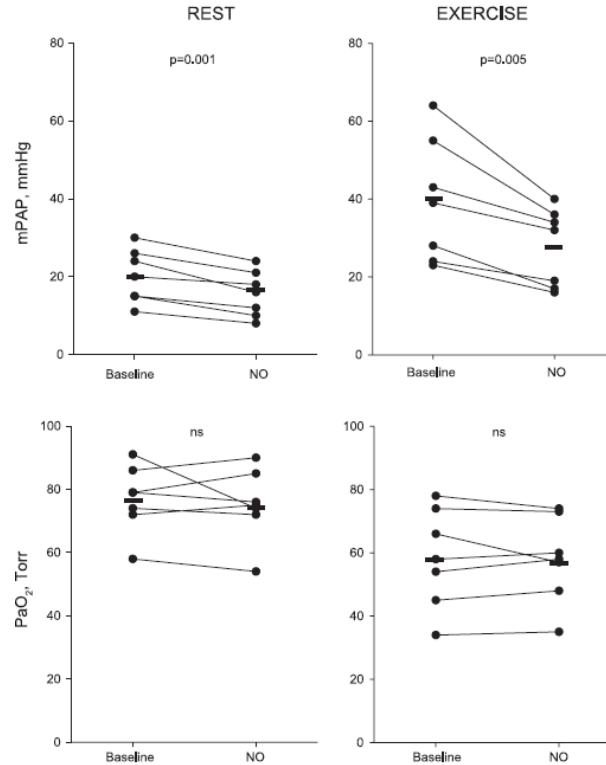 REST
EXERCISE
mPAP, mmHg
80
60
40
20
0
p=0.001
Baseline
NO
80
60
40
20
0
p=0.005
Baseline
NO
PaO₂, Torr
100
80
60
40
20
0
ns
Baseline
NO
100
80
60
40
20
0
ns
Baseline
NO